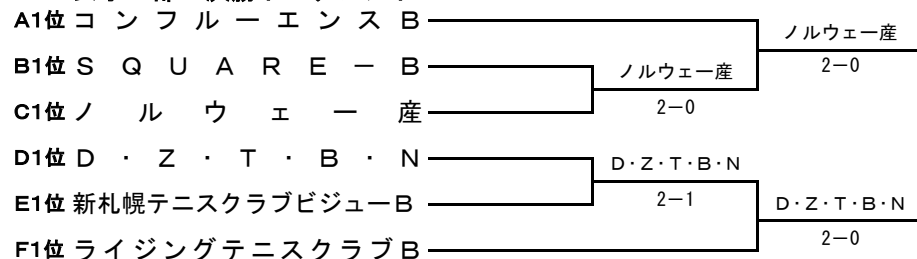 A1位 コンフルーエンスB
ノルウェー産
B1位 SQUARE－B
ノルウェー産
2－0
2－0
C1位 ノルウェー産
D1位 D・Z・T・B・N
D・Z・T・B・N
E1位 新札幌テニスクラブビジューB
2－1
D・Z・T・B・N
2－0
F1位 ライジングテニスクラブB